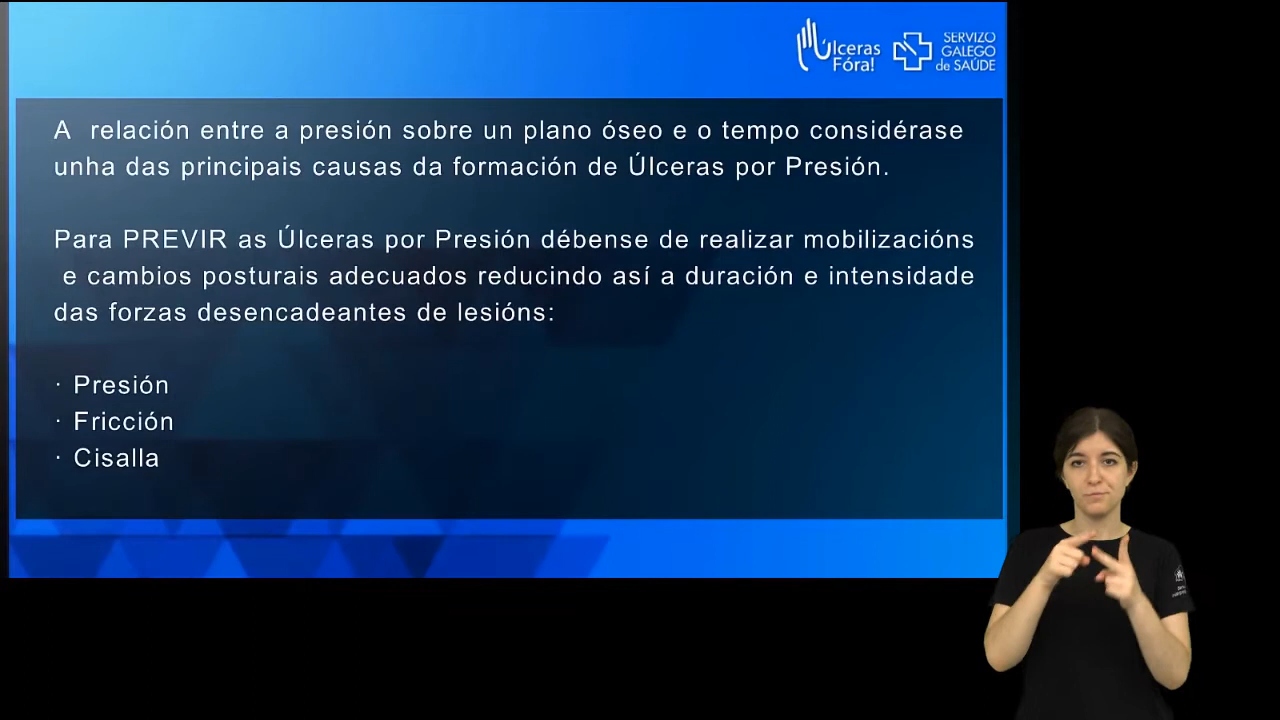 Úlceras
Fóra!
SERVIZO
GALEGO
de SAÚDE
A relación entre a presión sobre un plano óseo e o tempo considérase
unha das principais causas da formación de Úlceras por Presión.
Para PREVIR as Úlceras por Presión débense de realizar mobilizacións
e cambios posturais adecuados reducindo así a duración e intensidade
das forzas desencadeantes de lesións:
· Presión
· Fricción
· Cisalla